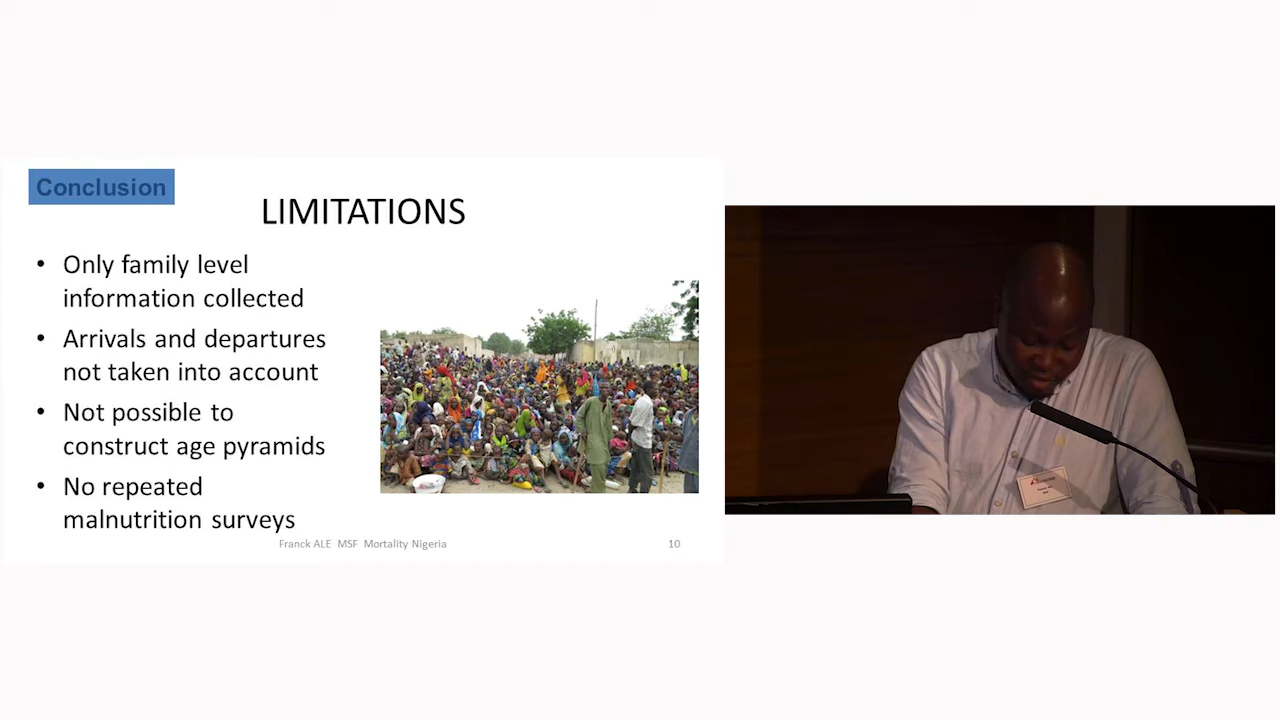 Conclusion
LIMITATIONS
• Only family level
information collected
• Arrivals and departures
not taken into account
• Not possible to
construct age pyramids
• No repeated
malnutrition surveys
Franck ALE MSF Mortality Nigeria
10